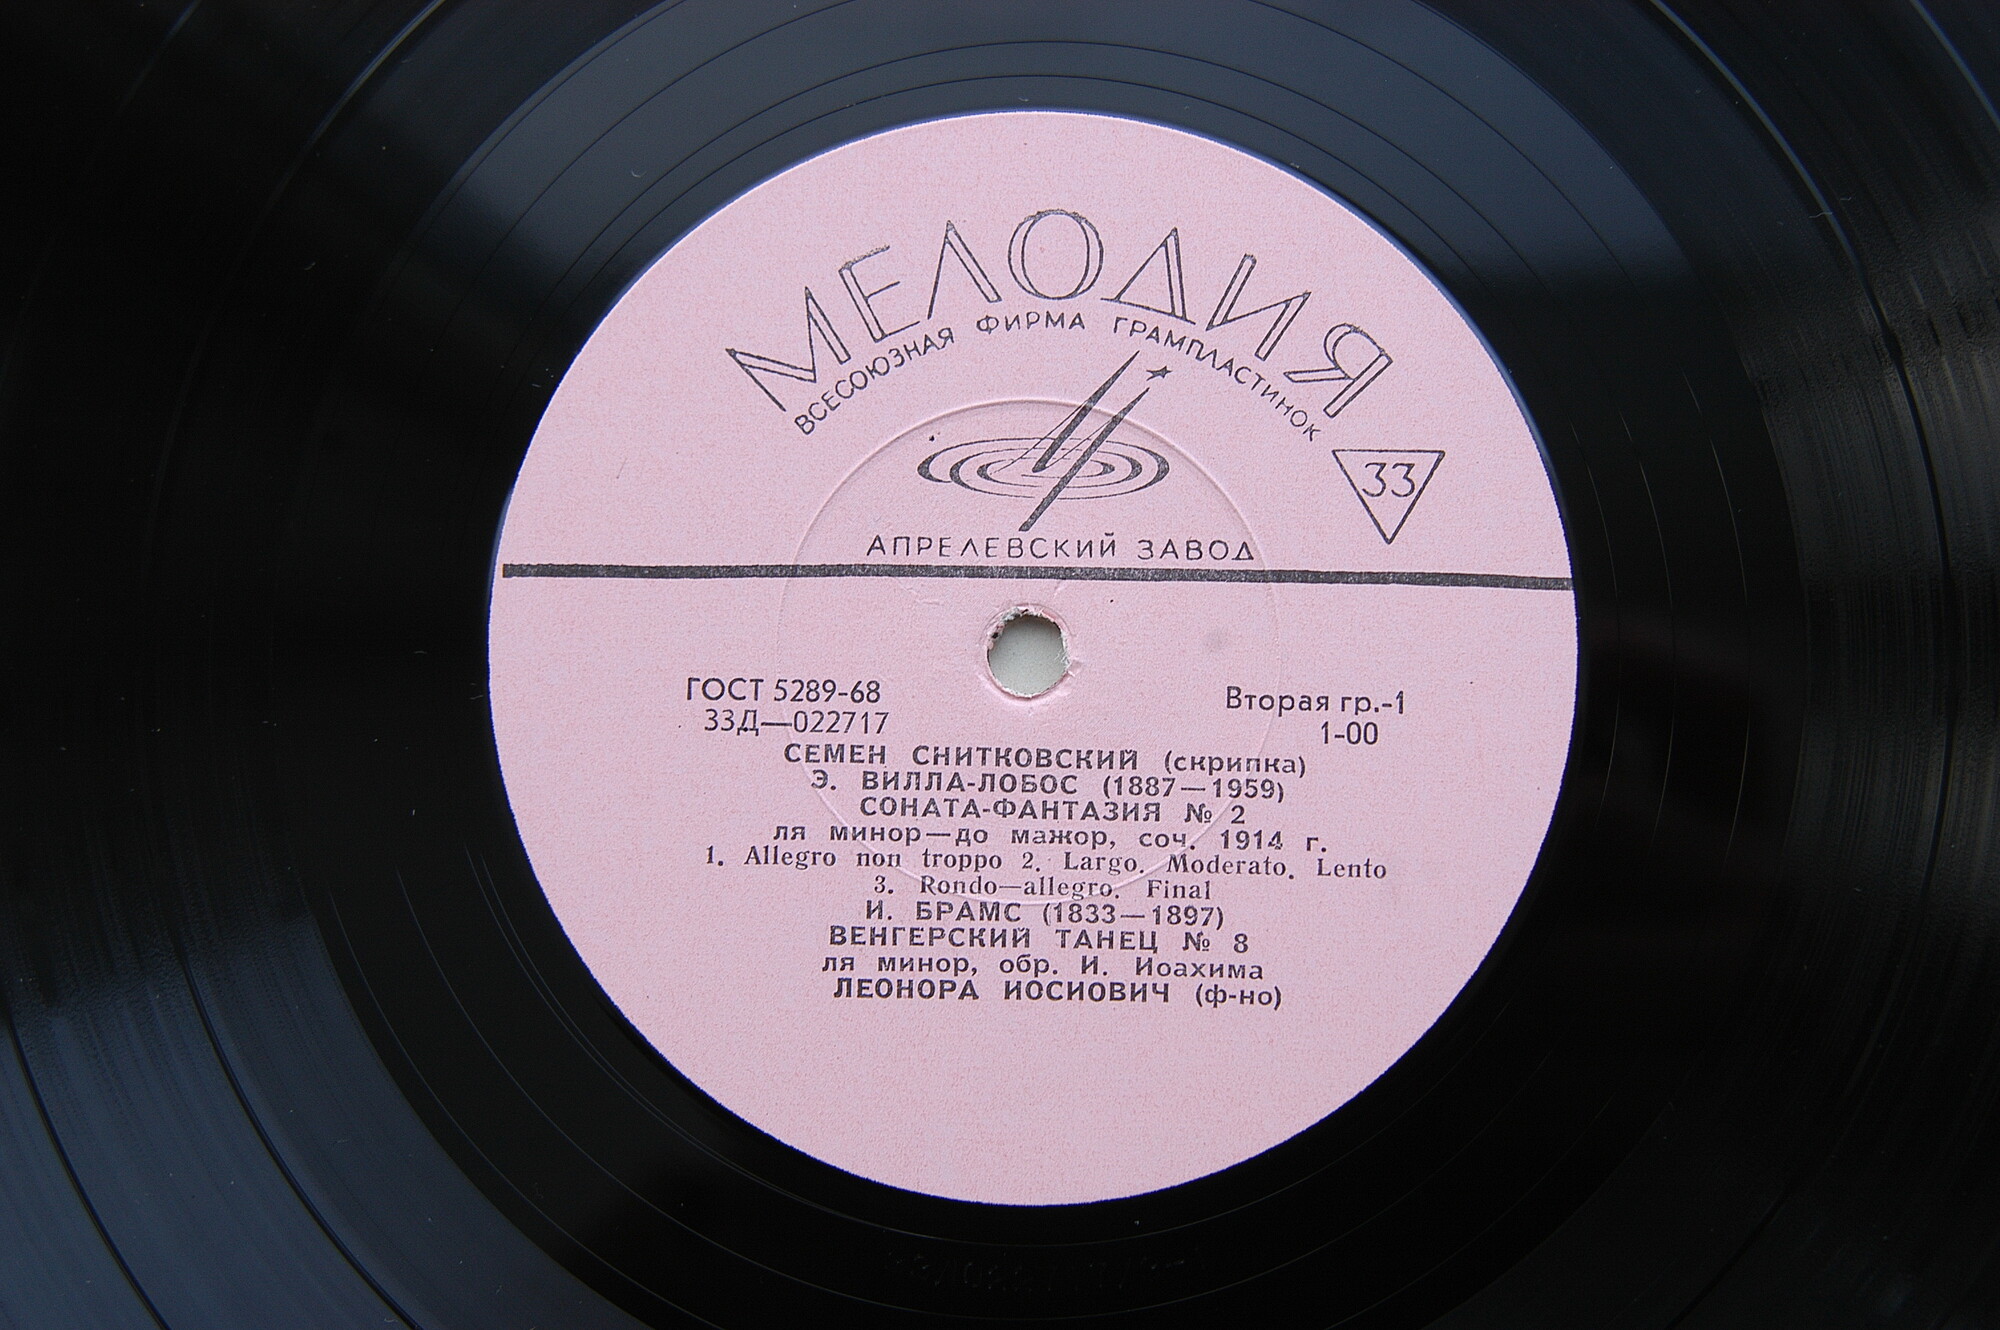 МЕЛОДИЯ
ВСЕСОЮЗНАЯ ФИРМА ГРАМПЛАСТИНОК
33
АПРЕЛЕВСКИЙ ЗАВОД
ГОСТ 5289-68
Вторая гр.-1
33Д—022717
1-00
СЕМЕН СНИТКОВСКИЙ (скрипка)
Э. ВИЛЛА-ЛОБОС (1887—1959)
СОНАТА-ФАНТАЗИЯ № 2
ля минор—до мажор, соч. 1914 г.
1. Allegro non troppo 2. Largo. Moderato. Lento
3. Rondo—allegro. Final
И. БРАМС (1833—1897)
ВЕНГЕРСКИЙ ТАНЕЦ № 8
ля минор, обр. И. Иоахима
ЛЕОНОРА ИОСИОВИЧ (ф-но)